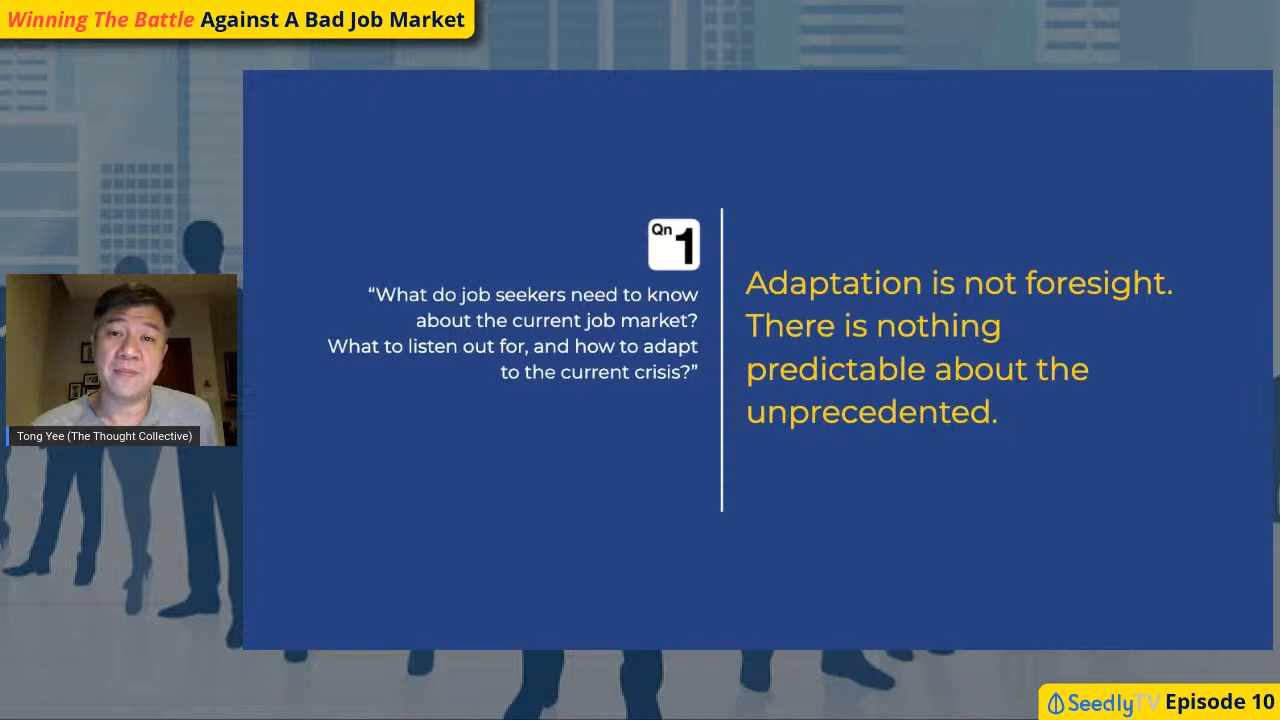 Winning The Battle Against A Bad Job Market
Qn 1
“What do job seekers need to know
about the current job market?
What to listen out for, and how to adapt
to the current crisis?”
Adaptation is not foresight.
There is nothing
predictable about the
unprecedented.
Tong Yee (The Thought Collective)
SeedlyTV Episode 10